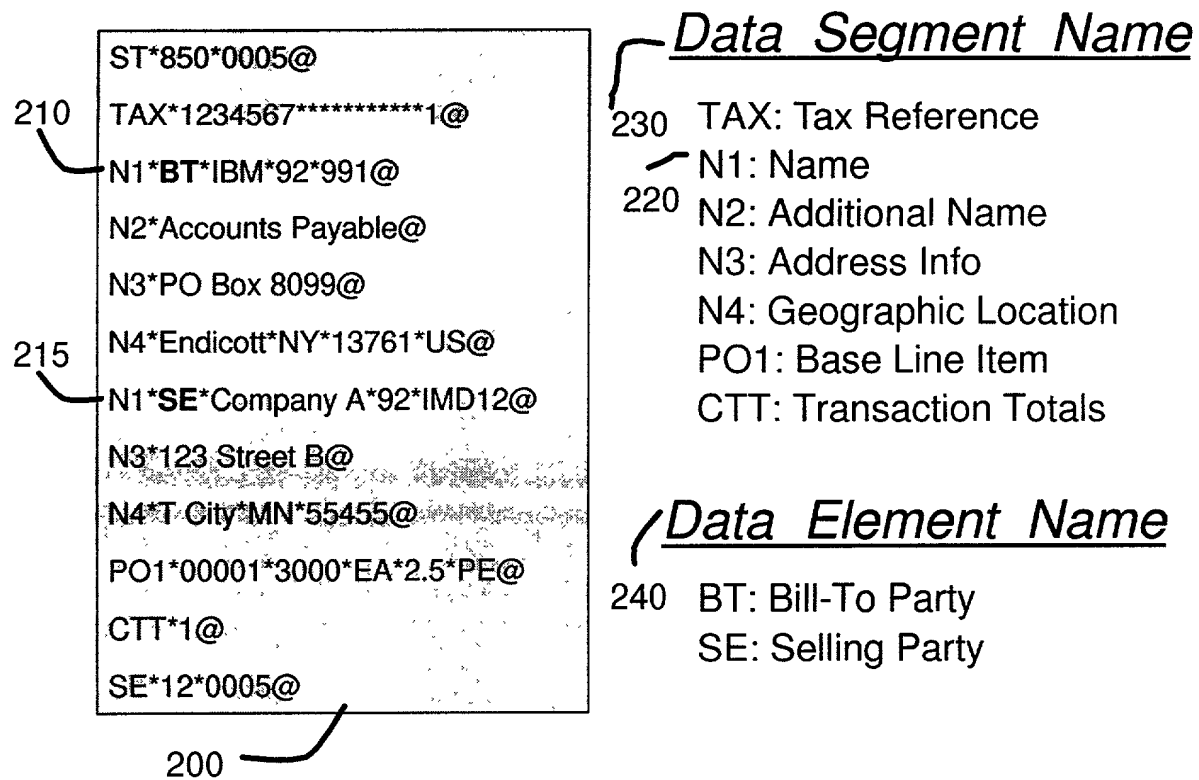 ST*850*0005@
210
TAX*1234567***********1@
N1*BT*IBM*92*991@
N2*Accounts Payable@
N3*PO Box 8099@
N4*Endicott*NY*13761*US@
215
N1*SE*Company A*92*IMD12@
N3*123 Street B@
N4*T City*MN*55455@
PO1*00001*3000*EA*2.5*PE@
CTT*1@
SE*12*0005@
200
Data Segment Name
230
TAX: Tax Reference
N1: Name
220
N2: Additional Name
N3: Address Info
N4: Geographic Location
PO1: Base Line Item
CTT: Transaction Totals
Data Element Name
240
BT: Bill-To Party
SE: Selling Party